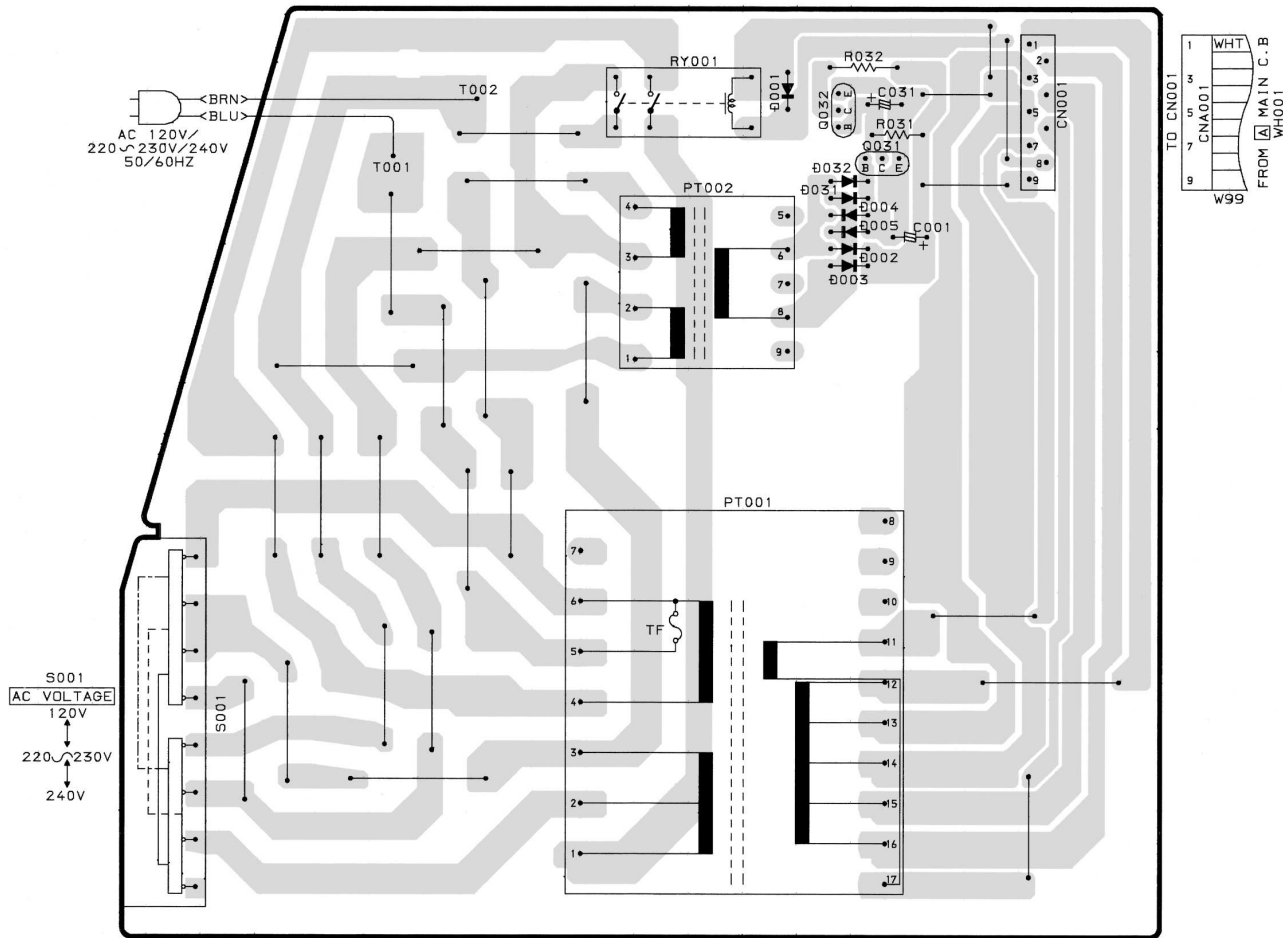 <BRN>
<BLU>
AC 120V/
220~230V/240V
50/60HZ
T002
T001
RY001
D001
R032
Q032
E
C
B
+
C031
R031
Q031
B C E
D032
D031
D004
D005
D002
D003
C001
+
1
2
3
5
7
8
9
CN001
TO CN001
1
3
5
7
9
CNA001
WHT
W99
FROM A MAIN C.B
WH001
PT002
4
3
2
1
5
6
7
8
9
PT001
7
6
5
4
3
2
1
TF
8
9
10
11
12
13
14
15
16
17
S001
AC VOLTAGE
120V
220~230V
240V
S001